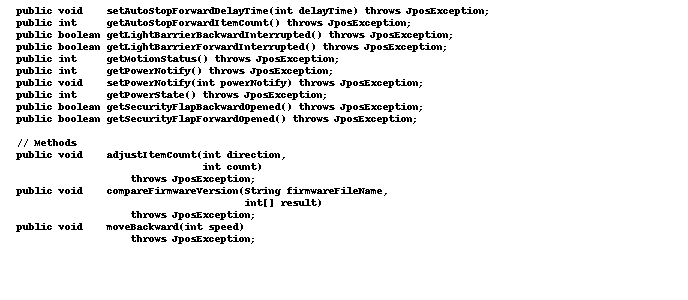 public void    setAutoStopForwardDelayTime(int delayTime) throws JposException;
public int     getAutoStopForwardItemCount() throws JposException;
public boolean getLightBarrierBackwardInterrupted() throws JposException;
public boolean getLightBarrierForwardInterrupted() throws JposException;
public int     getMotionStatus() throws JposException;
public int     getPowerNotify() throws JposException;
public void    setPowerNotify(int powerNotify) throws JposException;
public int     getPowerState() throws JposException;
public boolean getSecurityFlapBackwardOpened() throws JposException;
public boolean getSecurityFlapForwardOpened() throws JposException;
// Methods
public void    adjustItemCount(int direction,
int count)
throws JposException;
public void    compareFirmwareVersion(String firmwareFileName,
int[] result)
throws JposException;
public void    moveBackward(int speed)
throws JposException;